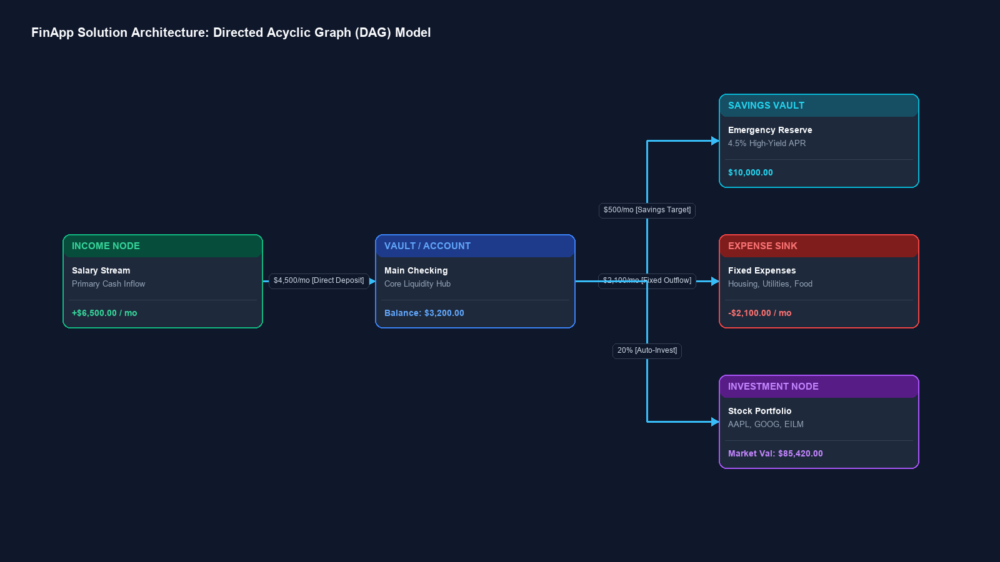 FinApp Solution Architecture: Directed Acyclic Graph (DAG) Model
SAVINGS VAULT
Emergency Reserve
4.5% High-Yield APR
$10,000.00
$500/mo [Savings Target]
INCOME NODE
Salary Stream
Primary Cash Inflow
+$6,500.00 / mo
$4,500/mo [Direct Deposit]
VAULT / ACCOUNT
Main Checking
Core Liquidity Hub
Balance: $3,200.00
$2,100/mo [Fixed Outflow]
EXPENSE SINK
Fixed Expenses
Housing, Utilities, Food
-$2,100.00 / mo
20% [Auto-Invest]
INVESTMENT NODE
Stock Portfolio
AAPL, GOOG, EILM
Market Val: $85,420.00